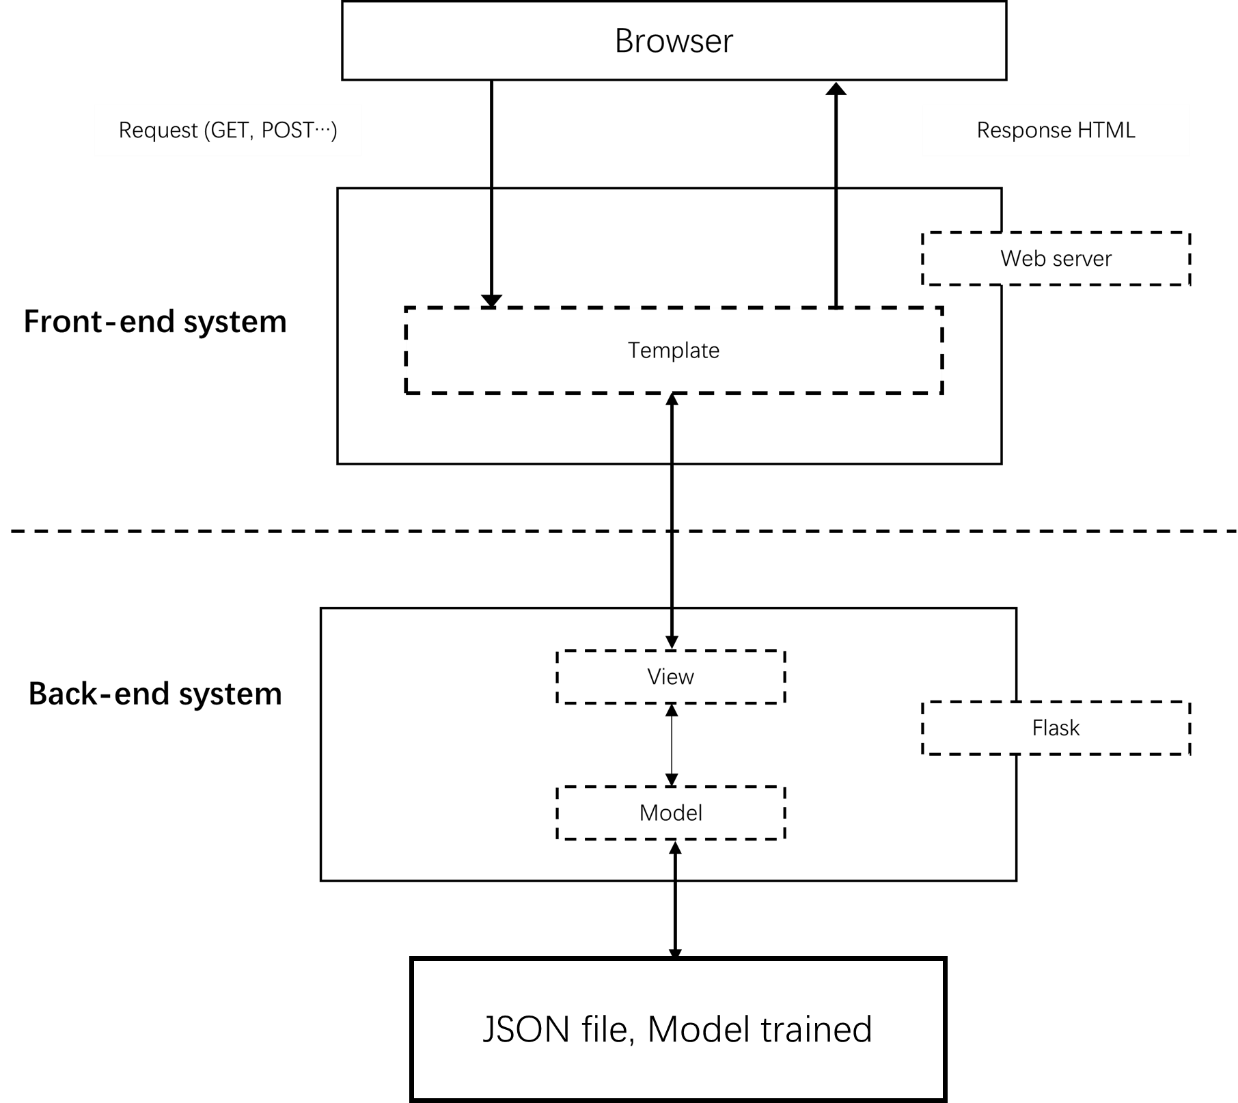 Browser
Request (GET, POST···)
Response HTML
Web server
Front-end system
Template
View
Back-end system
Flask
Model
JSON file, Model trained